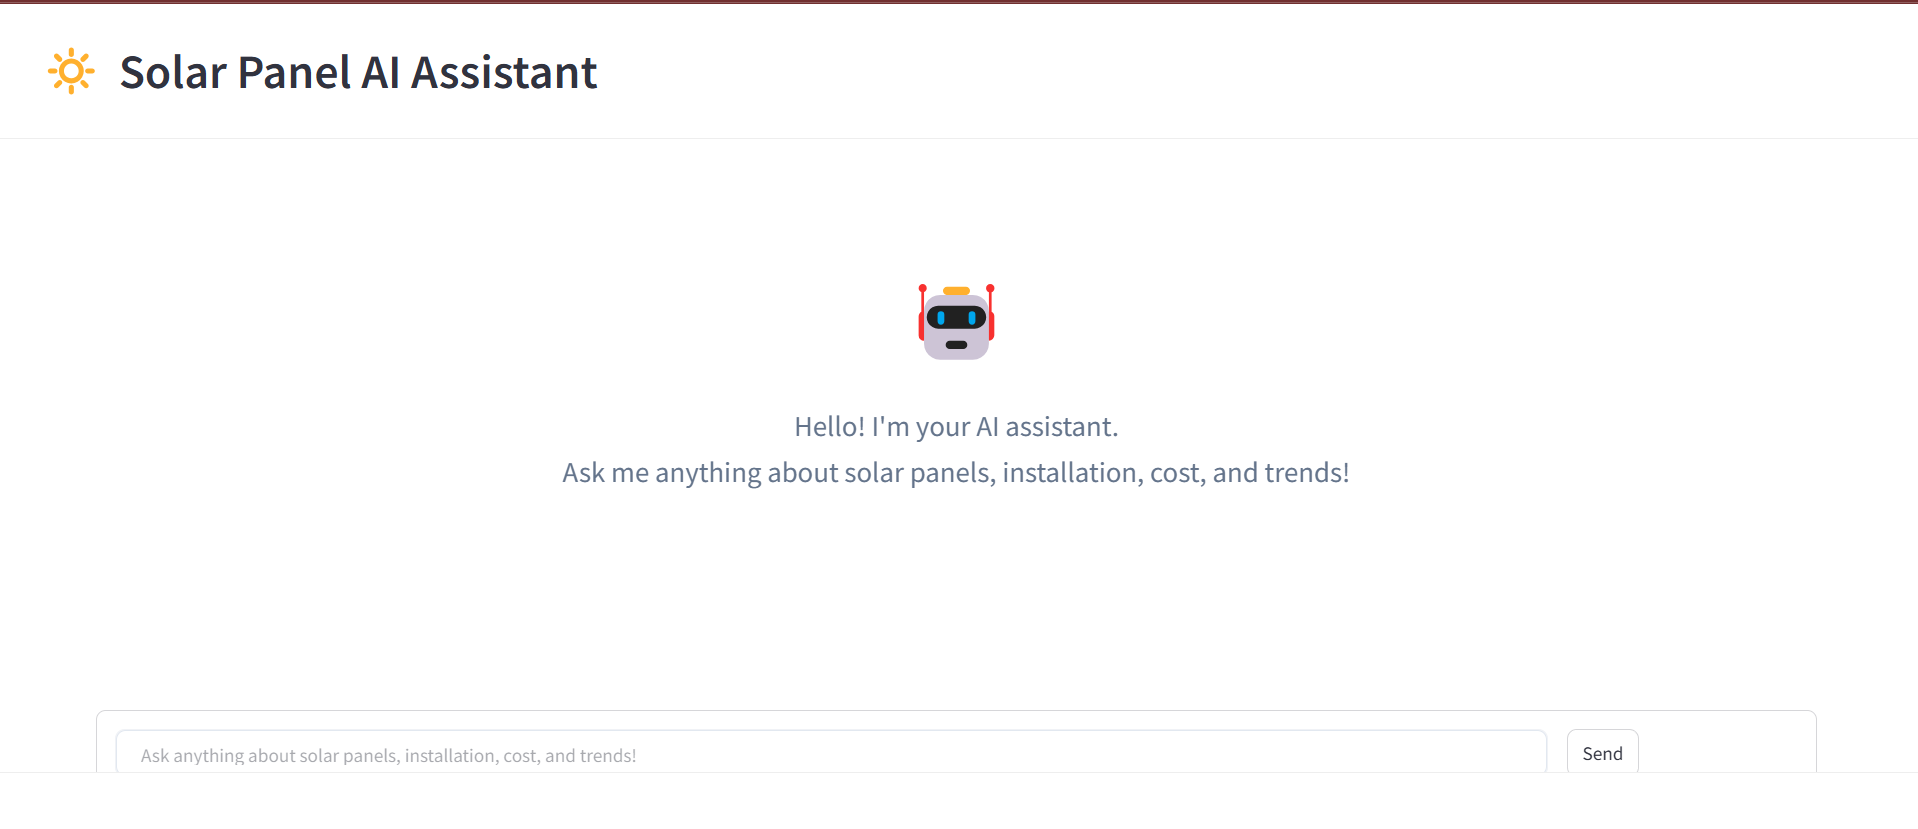 Solar Panel AI Assistant
Hello! I'm your AI assistant.
Ask me anything about solar panels, installation, cost, and trends!
Ask anything about solar panels, installation, cost, and trends!
Send